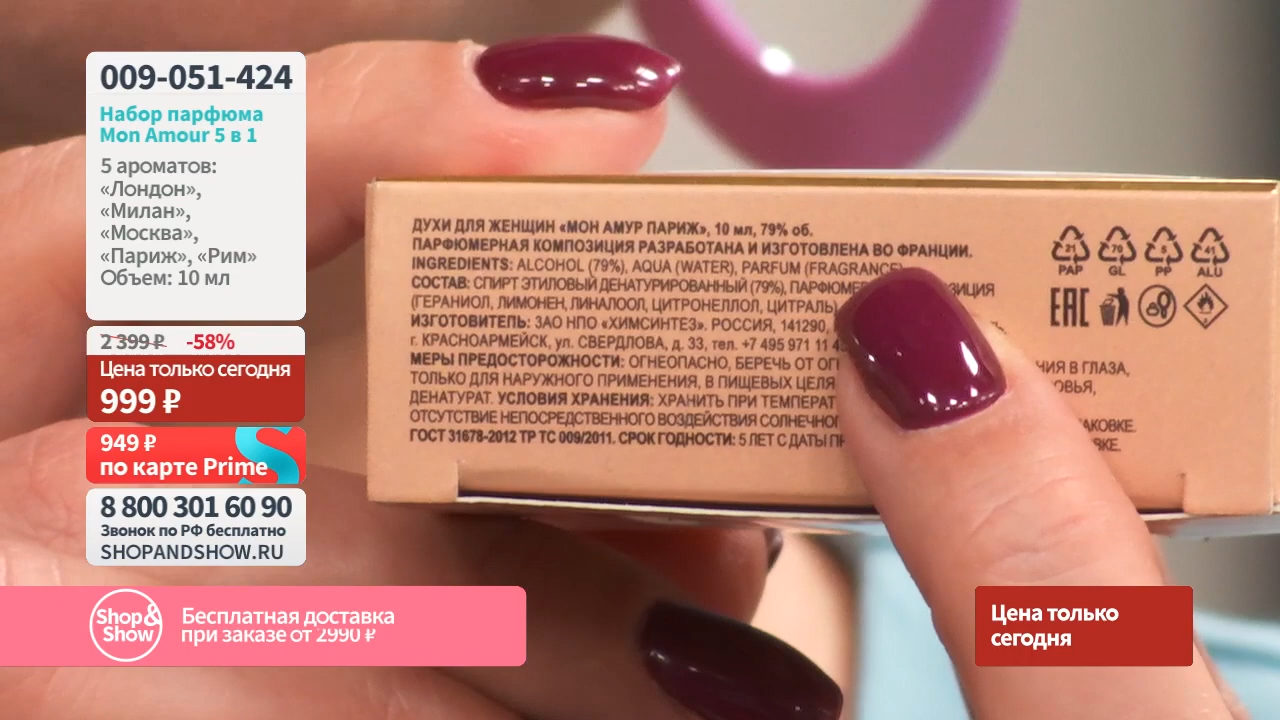 009-051-424
Набор парфюма
Mon Amour 5 в 1
5 ароматов:
«Лондон»,
«Милан»,
«Москва»,
«Париж», «Рим»
Объем: 10 мл
2 399 ₽ -58%
Цена только сегодня
999 ₽
949 ₽
по карте Prime
8 800 301 60 90
Звонок по РФ бесплатно
SHOPANDSHOW.RU
ДУХИ ДЛЯ ЖЕНЩИН «МОН АМУР ПАРИЖ», 10 мл, 79% об.
ПАРФЮМЕРНАЯ КОМПОЗИЦИЯ РАЗРАБОТАНА И ИЗГОТОВЛЕНА ВО ФРАНЦИИ.
INGREDIENTS: ALCOHOL (79%), AQUA (WATER), PARFUM (FRAGRANCE)
СОСТАВ: СПИРТ ЭТИЛОВЫЙ ДЕНАТУРИРОВАННЫЙ (79%),
(ГЕРАНИОЛ, ЛИМОНЕН, ЛИНАЛООЛ, ЦИТРОНЕЛЛОЛ, ЦИТРАЛЬ)
ИЗГОТОВИТЕЛЬ: ЗАО НПО «ХИМСИНТЕЗ». РОССИЯ, 141290,
г. КРАСНОАРМЕЙСК, ул. СВЕРДЛОВА, д. 33, тел. +7 495 971 11
МЕРЫ ПРЕДОСТОРОЖНОСТИ: ОГНЕОПАСНО, БЕРЕЧЬ ОТ В ГЛАЗА,
ТОЛЬКО ДЛЯ НАРУЖНОГО ПРИМЕНЕНИЯ, В ПИЩЕВЫХ
ДЕНАТУРАТ. УСЛОВИЯ ХРАНЕНИЯ: ХРАНИТЬ ПРИ
ОТСУТСТВИЕ НЕПОСРЕДСТВЕННОГО ВОЗДЕЙСТВИЯ
ГОСТ 31678-2012 ТР ТС 009/2011. СРОК ГОДНОСТИ: 5 ЛЕТ С ДАТЫ
21 70 5 41
PAP GL PP ALU
EAC
Shop&
Show
Бесплатная доставка
при заказе от 2990 ₽
Цена только
сегодня